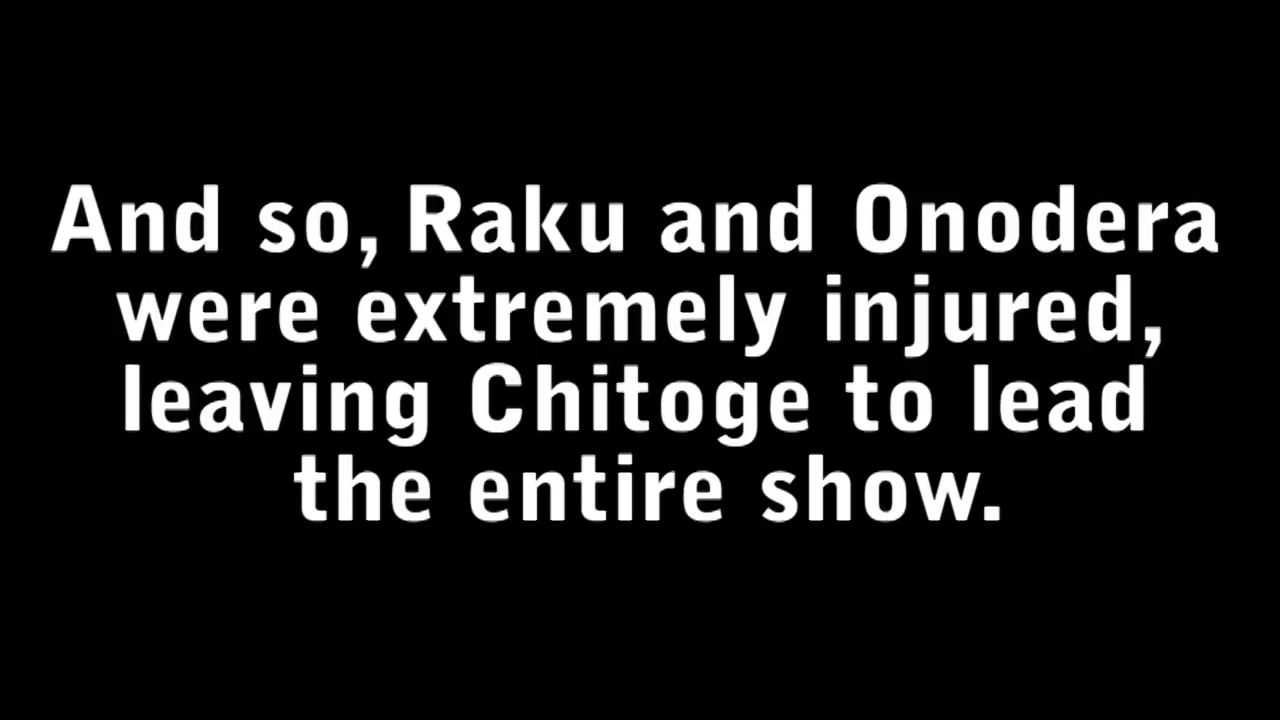 And so, Raku and Onodera
were extremely injured,
leaving Chitoge to lead
the entire show.